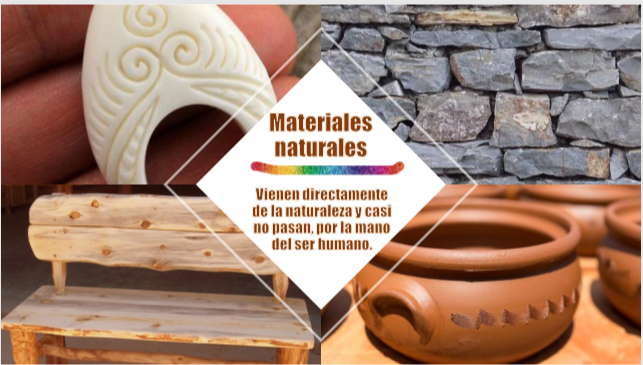 Materiales
naturales
Vienen directamente
de la naturaleza y casi
no pasan, por la mano
del ser humano.